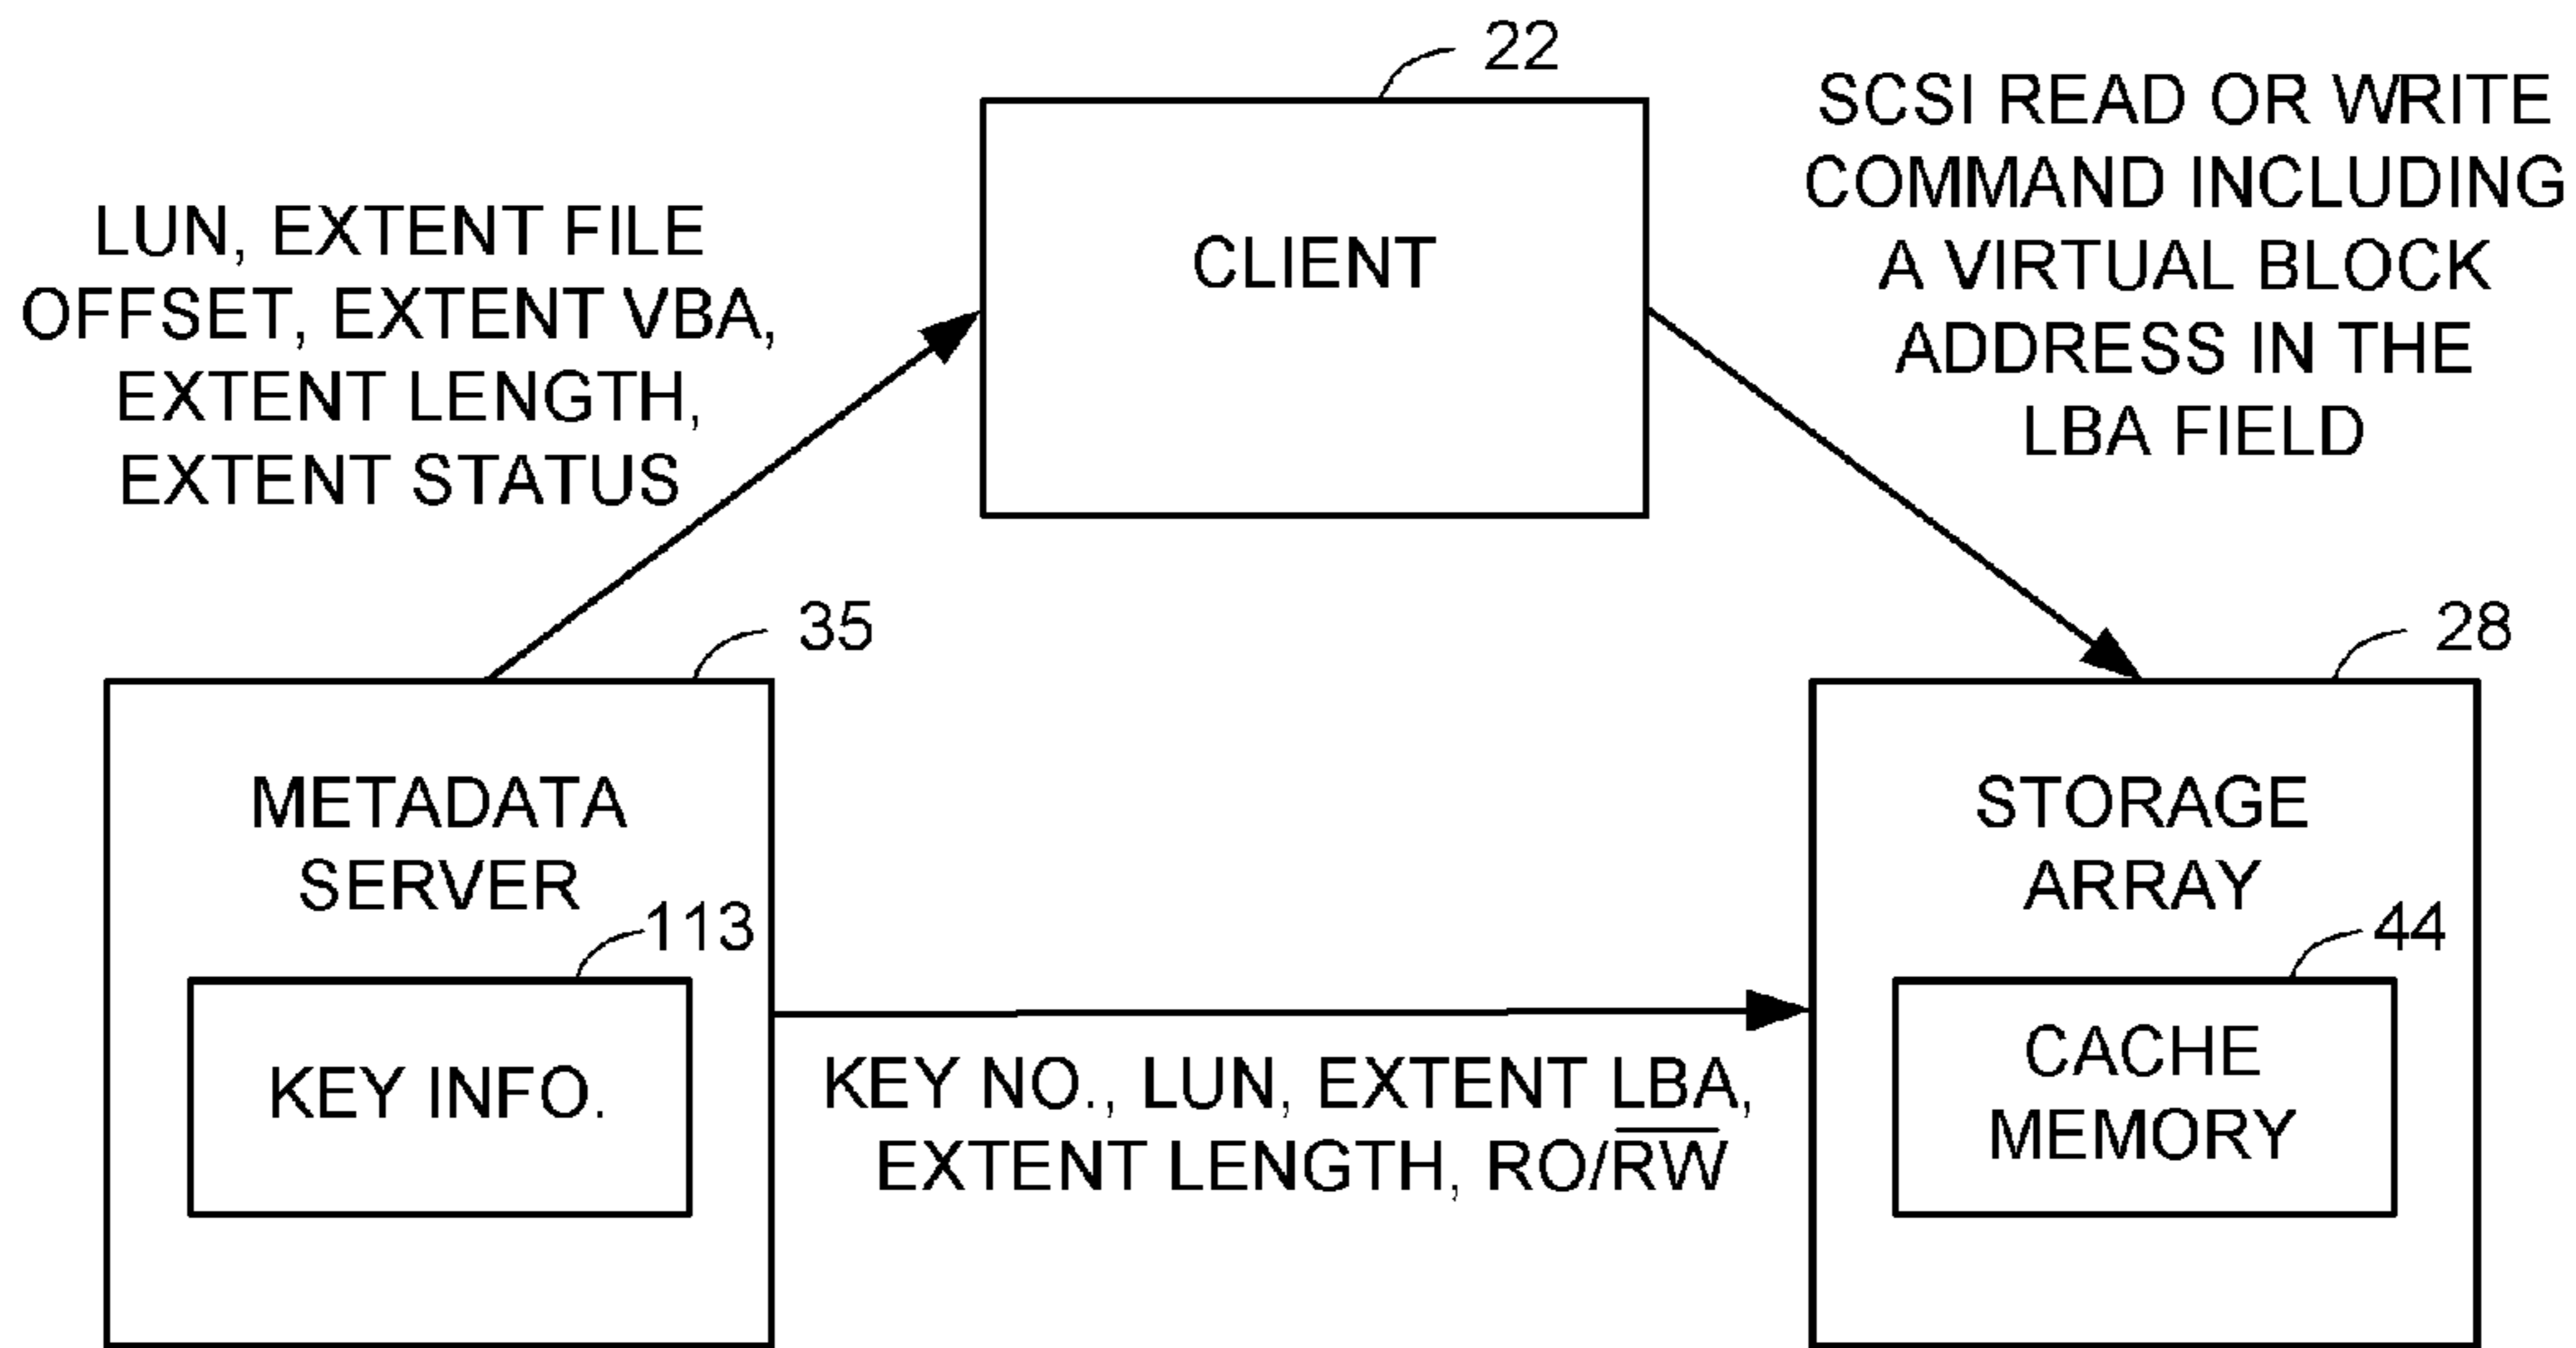 22
CLIENT
SCSI READ OR WRITE
COMMAND INCLUDING
A VIRTUAL BLOCK
ADDRESS IN THE
LBA FIELD
LUN, EXTENT FILE
OFFSET, EXTENT VBA,
EXTENT LENGTH,
EXTENT STATUS
35
METADATA
SERVER
113
KEY INFO.
KEY NO., LUN, EXTENT LBA,
EXTENT LENGTH, RO/R̅W̅
28
STORAGE
ARRAY
44
CACHE
MEMORY